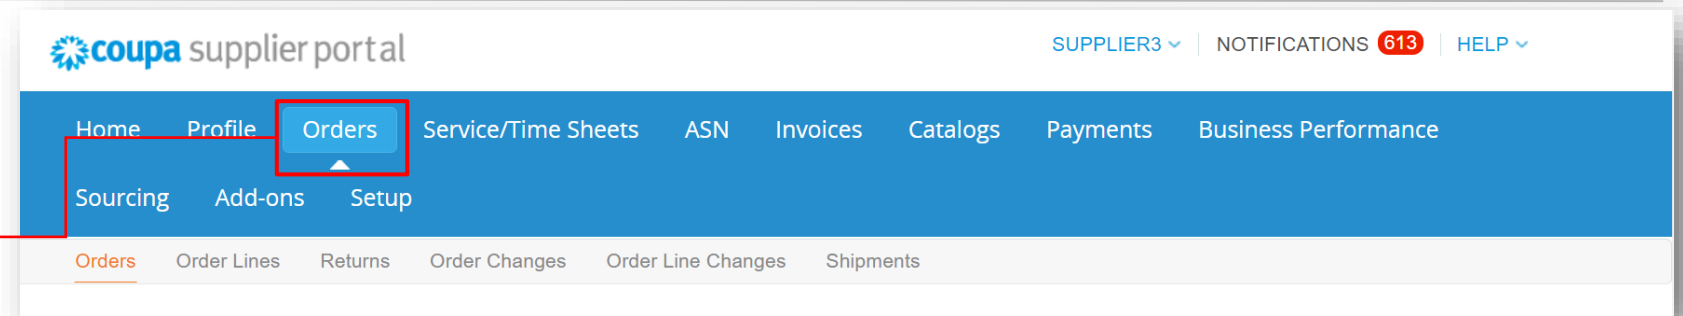 coupa supplier portal SUPPLIER3 NOTIFICATIONS 613 HELP
Home Profile Orders Service/Time Sheets ASN Invoices Catalogs Payments Business Performance
Sourcing Add-ons Setup
Orders Order Lines Returns Order Changes Order Line Changes Shipments